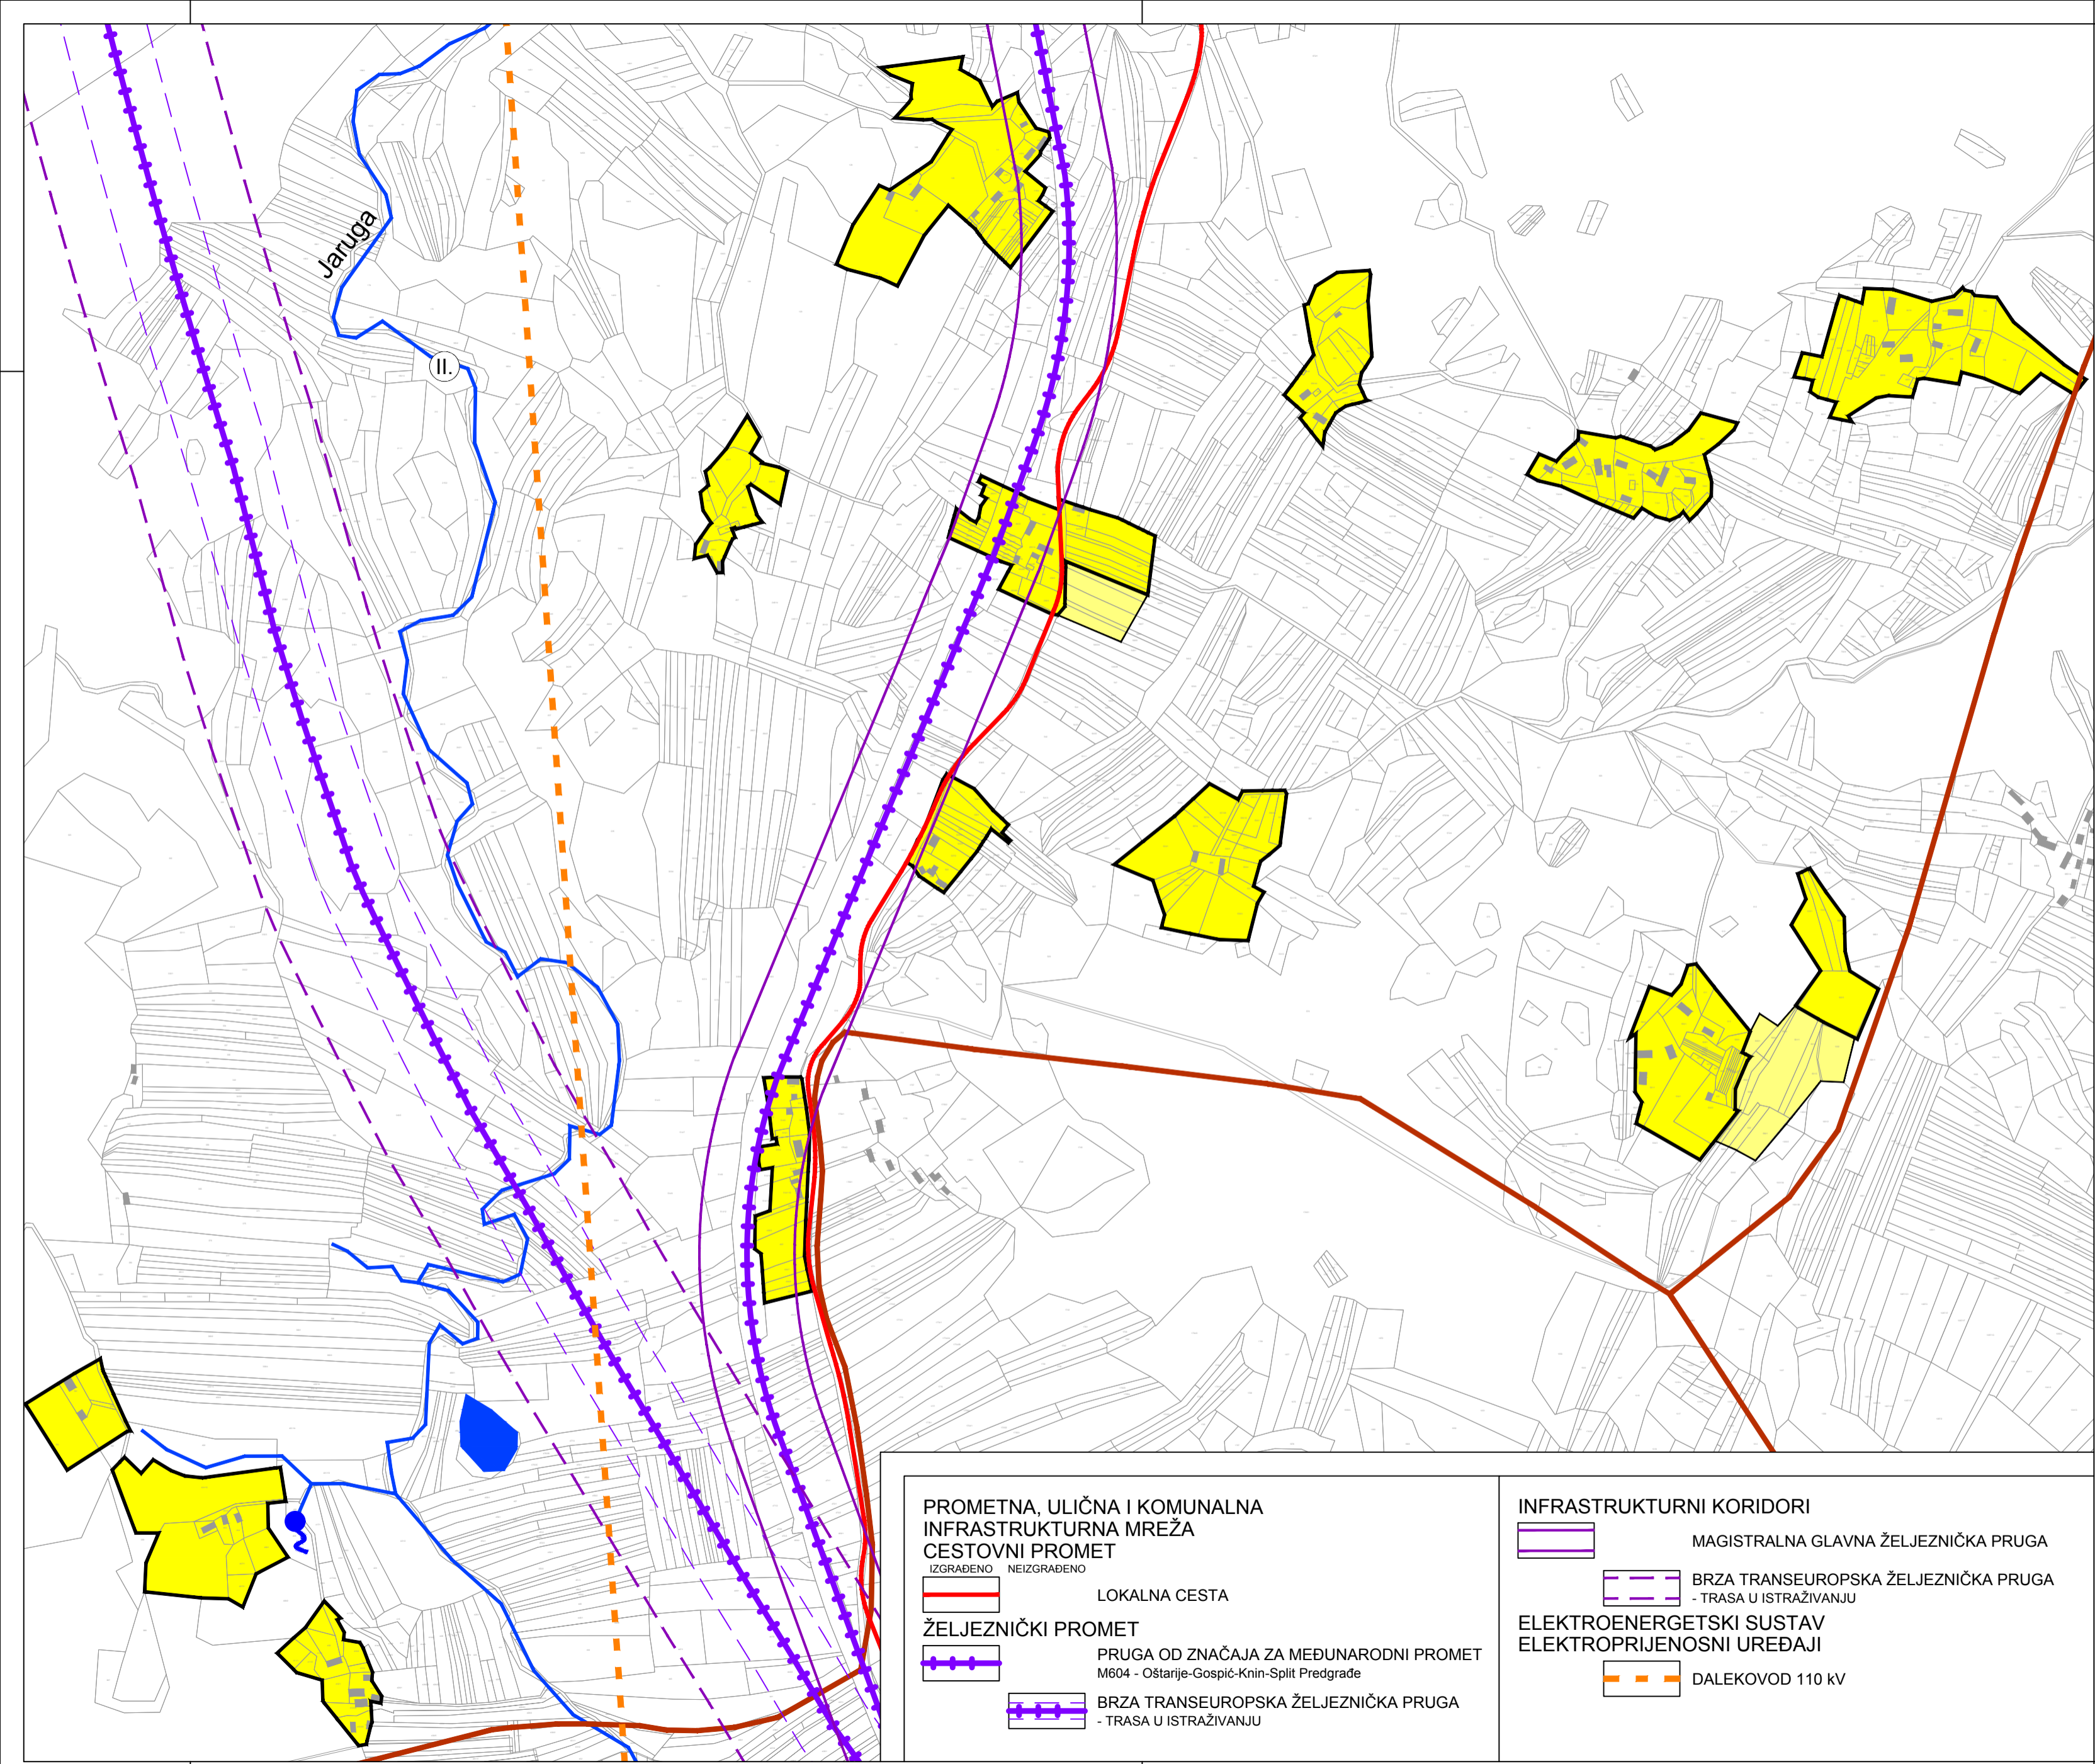 Jaruga
II.
PROMETNA, ULIČNA I KOMUNALNA
INFRASTRUKTURNA MREŽA
CESTOVNI PROMET
IZGRAĐENO NEIZGRAĐENO
LOKALNA CESTA
ŽELJEZNIČKI PROMET
PRUGA OD ZNAČAJA ZA MEĐUNARODNI PROMET
M604 - Oštarije-Gospić-Knin-Split Predgrađe
BRZA TRANSEUROPSKA ŽELJEZNIČKA PRUGA
- TRASA U ISTRAŽIVANJU
INFRASTRUKTURNI KORIDORI
MAGISTRALNA GLAVNA ŽELJEZNIČKA PRUGA
BRZA TRANSEUROPSKA ŽELJEZNIČKA PRUGA
- TRASA U ISTRAŽIVANJU
ELEKTROENERGETSKI SUSTAV
ELEKTROPRIJENOSNI UREĐAJI
DALEKOVOD 110 kV